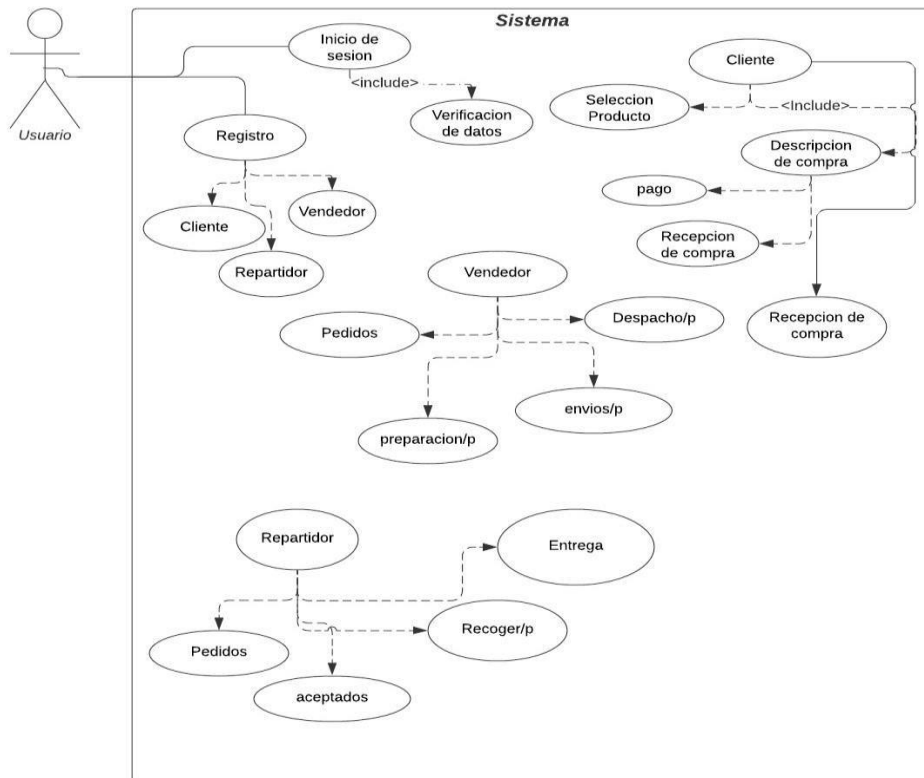 Sistema
Usuario
Inicio de
sesion
<include>
Verificacion
de datos
Registro
Cliente
Vendedor
Repartidor
Cliente
Seleccion
Producto
<Include>
Descripcion
de compra
pago
Recepcion
de compra
Recepcion de
compra
Vendedor
Pedidos
Despacho/p
preparacion/p
envios/p
Repartidor
Entrega
Pedidos
Recoger/p
aceptados